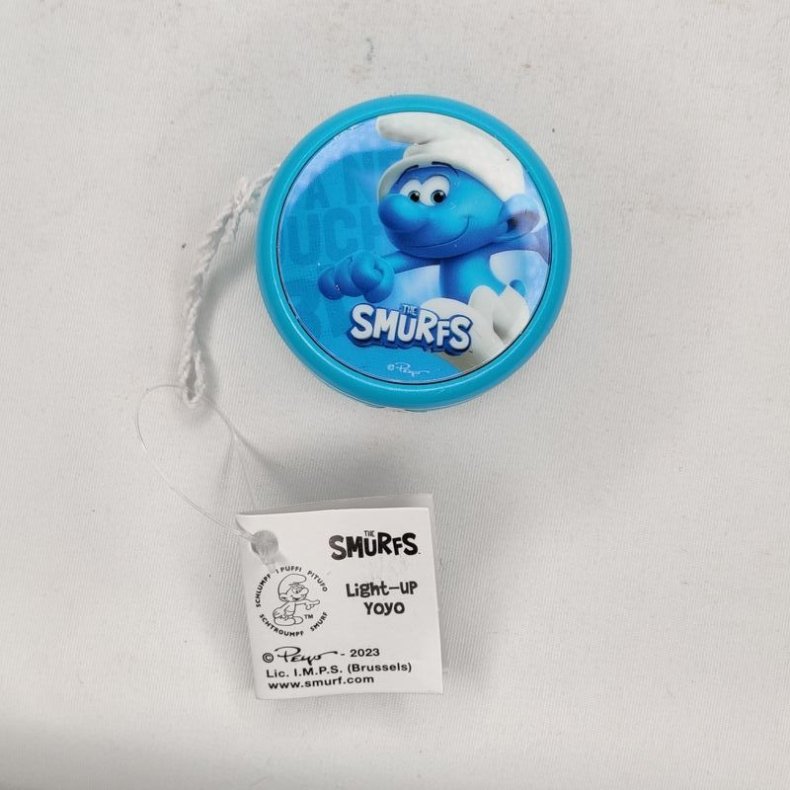 THE
SMURFS
© Peyo
THE
SMURFS
SCHLUMPF I PUFFI PITUFO
SCHTROUMPF SMURF
TM
Light-up
Yoyo
© Peyo - 2023
Lic. I.M.P.S. (Brussels)
www.smurf.com